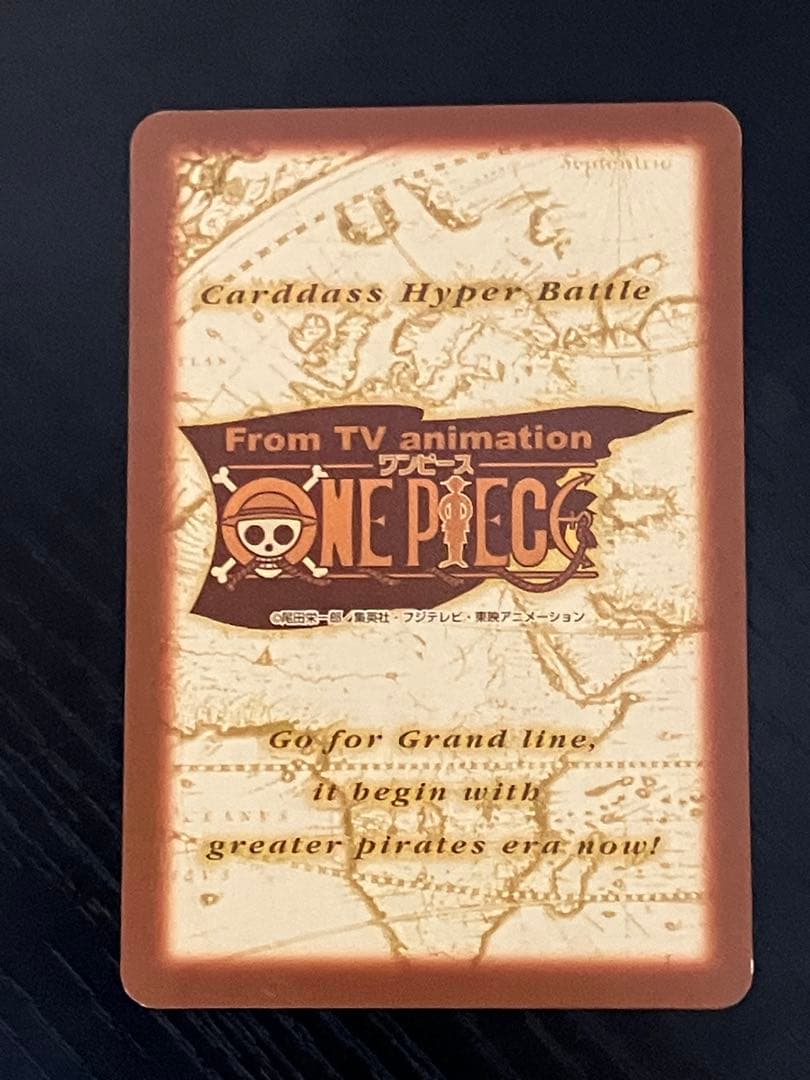 Septentrio
Carddass Hyper Battle
From TV animation
ワンピース
ONE PIECE
©尾田栄一郎／集英社・フジテレビ・東映アニメーション
Go for Grand line,
it begin with
greater pirates era now!